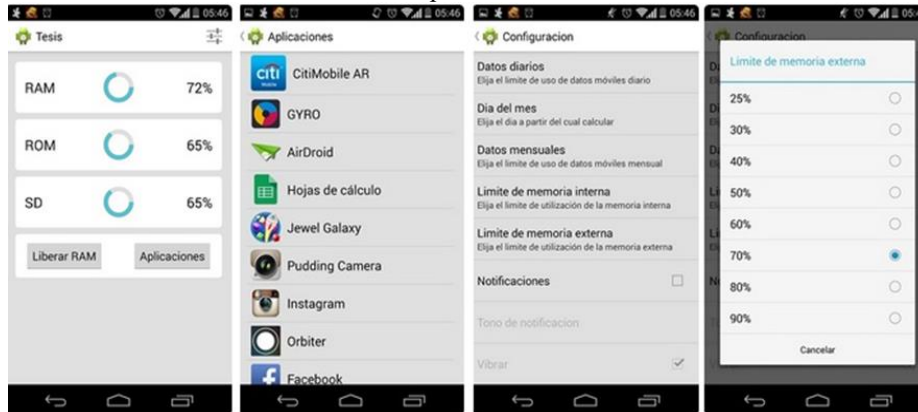 05:46
Tesis
RAM
72%
ROM
65%
SD
65%
Liberar RAM
Aplicaciones
05:46
Aplicaciones
citi
CitiMobile AR
GYRO
AirDroid
Hojas de cálculo
Jewel Galaxy
Pudding Camera
Instagram
Orbiter
Facebook
05:46
Configuracion
Datos diarios
Elija el limite de uso de datos móviles diario
Dia del mes
Elija el dia a partir del cual calcular
Datos mensuales
Elija el limite de uso de datos móviles mensual
Limite de memoria interna
Elija el limite de utilización de la memoria interna
Limite de memoria externa
Elija el limite de utilización de la memoria externa
Notificaciones
Tono de notificacion
Vibrar
Configuracion
Limite de memoria externa
25%
30%
40%
50%
60%
70%
80%
90%
Cancelar